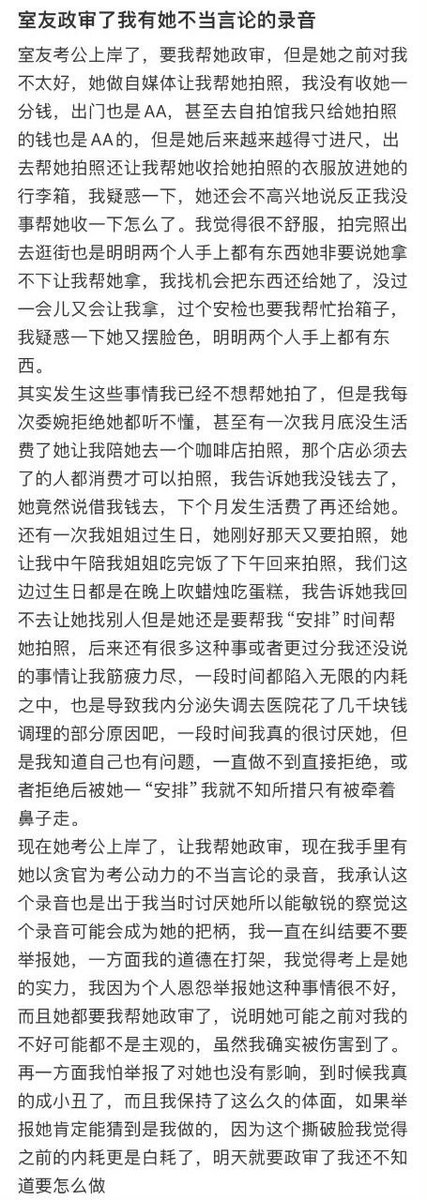 室友政审了我有她不当言论的录音
室友考公上岸了，要我帮她政审，但是她之前对我
不太好，她做自媒体让我帮她拍照，我没有收她一
分钱，出门也是AA，甚至去自拍馆我只给她拍照
的钱也是AA的，但是她后来越来越得寸进尺，出
去帮她拍照还让我帮她收拾她拍照的衣服放进她的
行李箱，我疑惑一下，她还会不高兴地说反正我没
事帮她收一下怎么了。我觉得很不舒服，拍完照出
去逛街也是明明两个人手上都有东西她非要说她拿
不下让我帮她拿，我找机会把东西还给她了，没过
一会儿又会让我拿，过个安检也要我帮忙抬箱子，
我疑惑一下她又摆脸色，明明两个人手上都有东
西。
其实发生这些事情我已经不想帮她拍了，但是我每
次委婉拒绝她都听不懂，甚至有一次我月底没生活
费了她让我陪她去一个咖啡店拍照，那个店必须去
了的人都消费才可以拍照，我告诉她我没钱去了，
她竟然说借我钱去，下个月发生活费了再还给她。
还有一次我姐姐过生日，她刚好那天又要拍照，她
让我中午陪我姐姐吃完饭了下午回来拍照，我们这
边过生日都是在晚上吹蜡烛吃蛋糕，我告诉她我回
不去让她找别人但是她还是要帮我“安排”时间帮
她拍照，后来还有很多这种事或者更过分我还没说
的事情让我筋疲力尽，一段时间都陷入无限的内耗
之中，也是导致我内分泌失调去医院花了几千块钱
调理的部分原因吧，一段时间我真的很讨厌她，但
是我知道自己也有问题，一直做不到直接拒绝，或
者拒绝后被她一“安排”我就不知所措只有被牵着
鼻子走。
现在她考公上岸了，让我帮她政审，现在我手里有
她以贪官为考公动力的不当言论的录音，我承认这
个录音也是出于我当时讨厌她所以能敏锐的察觉这
个录音可能会成为她的把柄，我一直在纠结要不要
举报她，一方面我的道德在打架，我觉得考上是她
的实力，我因为个人恩怨举报她这种事情很不好，
而且她都要我帮她政审了，说明她可能之前对我的
不好可能都不是主观的，虽然我确实被伤害到了。
再一方面我怕举报了对她也没有影响，到时候我真
的成小丑了，而且我保持了这么久的体面，如果举
报她肯定能猜到是我做的，因为这个撕破脸我觉得
之前的内耗更是白耗了，明天就要政审了我还不知
道要怎么做